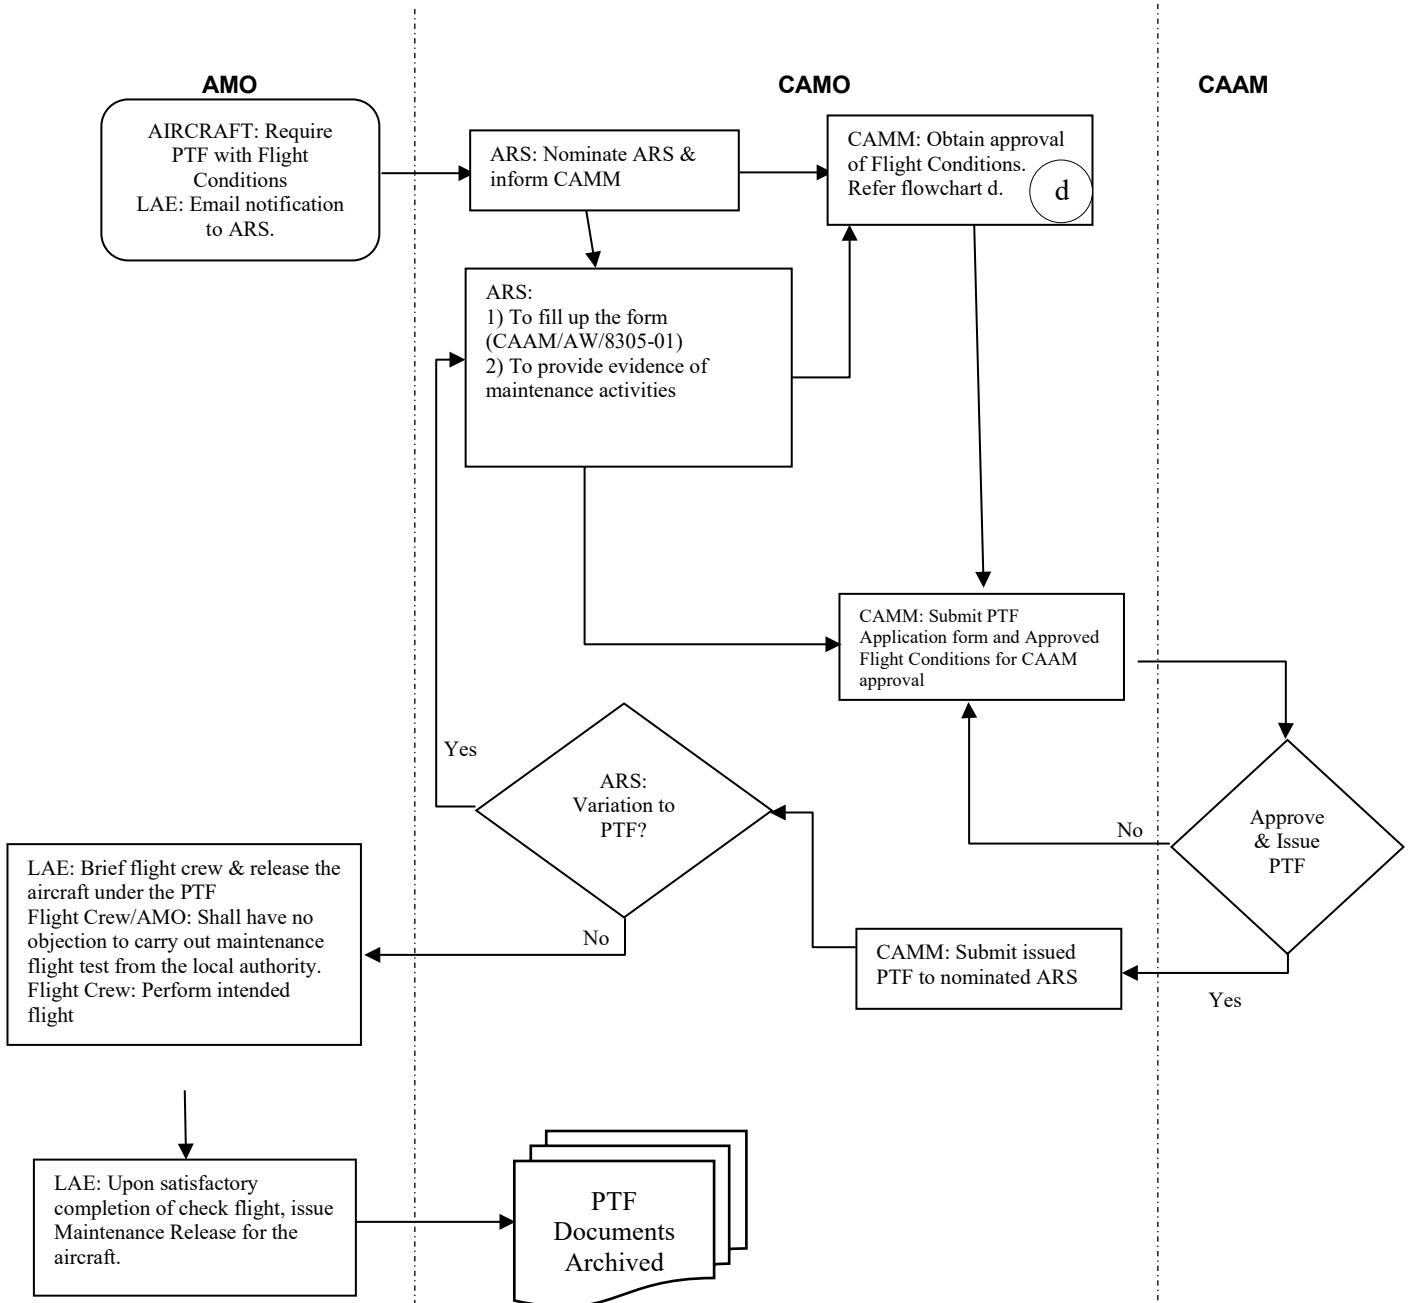 AMO
CAMO
CAAM
AIRCRAFT: Require
PTF with Flight
Conditions
LAE: Email notification
to ARS.
ARS: Nominate ARS &
inform CAMM
CAMM: Obtain approval
of Flight Conditions.
Refer flowchart d.
d
ARS:
1) To fill up the form
(CAAM/AW/8305-01)
2) To provide evidence of
maintenance activities
CAMM: Submit PTF
Application form and Approved
Flight Conditions for CAAM
approval
Yes
ARS:
Variation to
PTF?
No
Approve
& Issue
PTF
No
Yes
CAMM: Submit issued
PTF to nominated ARS
LAE: Brief flight crew & release the
aircraft under the PTF
Flight Crew/AMO: Shall have no
objection to carry out maintenance
flight test from the local authority.
Flight Crew: Perform intended
flight
LAE: Upon satisfactory
completion of check flight, issue
Maintenance Release for the
aircraft.
PTF
Documents
Archived